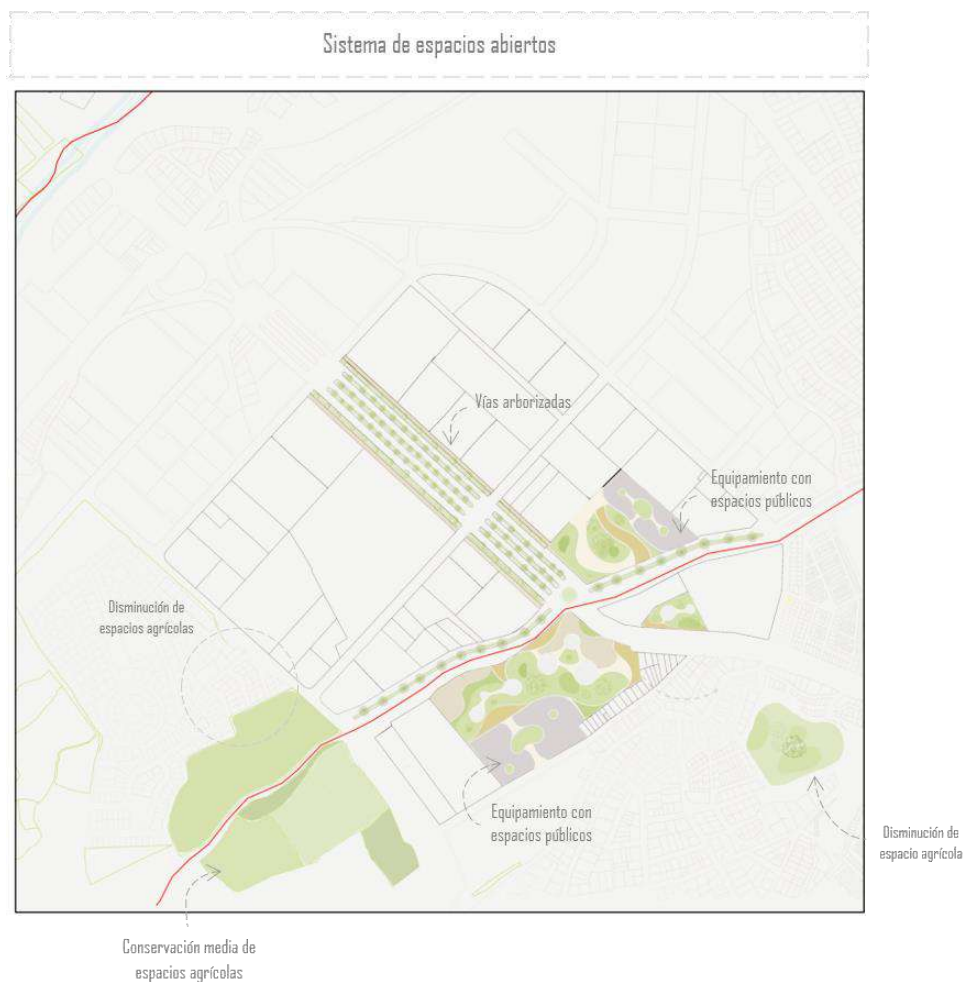 Sistema de espacios abiertos
Vías arborizadas
Equipamiento con
espacios públicos
Disminución de
espacios agrícolas
Equipamiento con
espacios públicos
Disminución de
espacio agrícola
Conservación media de
espacios agrícolas